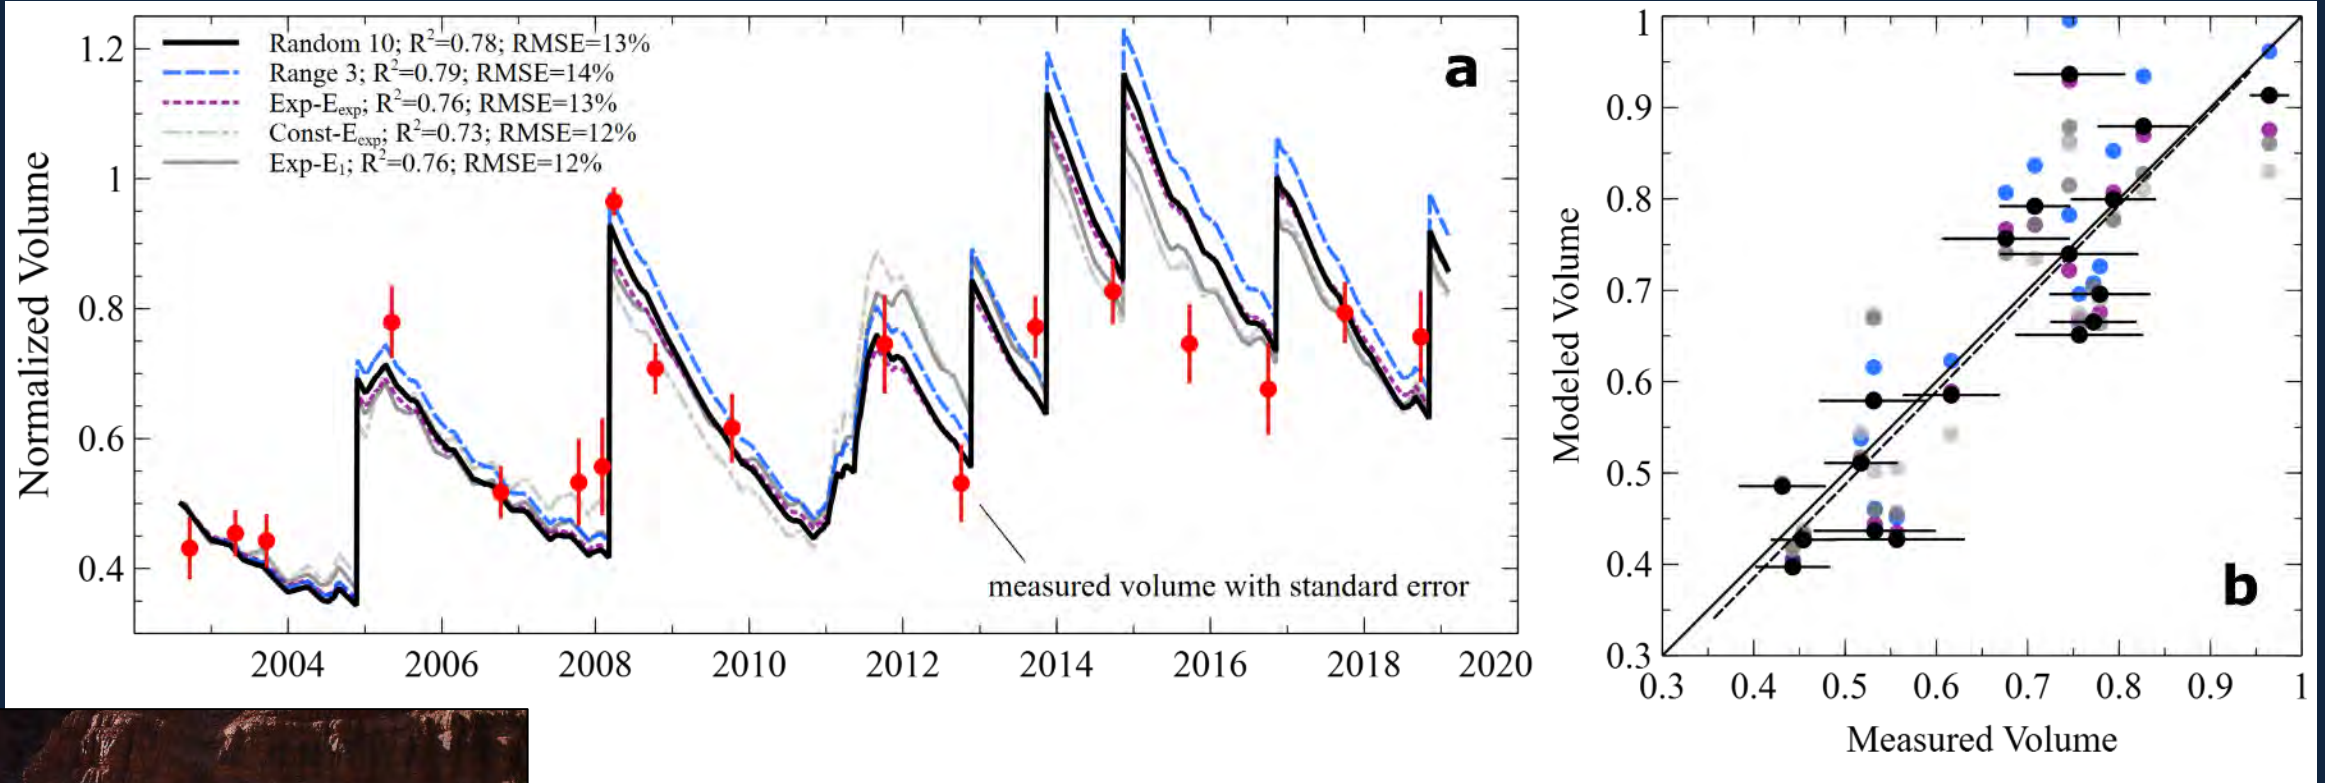 1.2
1
0.8
0.6
0.4
Normalized Volume
Random 10; R²=0.78; RMSE=13%
Range 3; R²=0.79; RMSE=14%
Exp-Eexp; R²=0.76; RMSE=13%
Const-Eexp; R²=0.73; RMSE=12%
Exp-E1; R²=0.76; RMSE=12%
a
measured volume with standard error
2004 2006 2008 2010 2012 2014 2016 2018 2020
1
0.9
0.8
0.7
0.6
0.5
0.4
0.3
Modeled Volume
b
0.3 0.4 0.5 0.6 0.7 0.8 0.9 1
Measured Volume